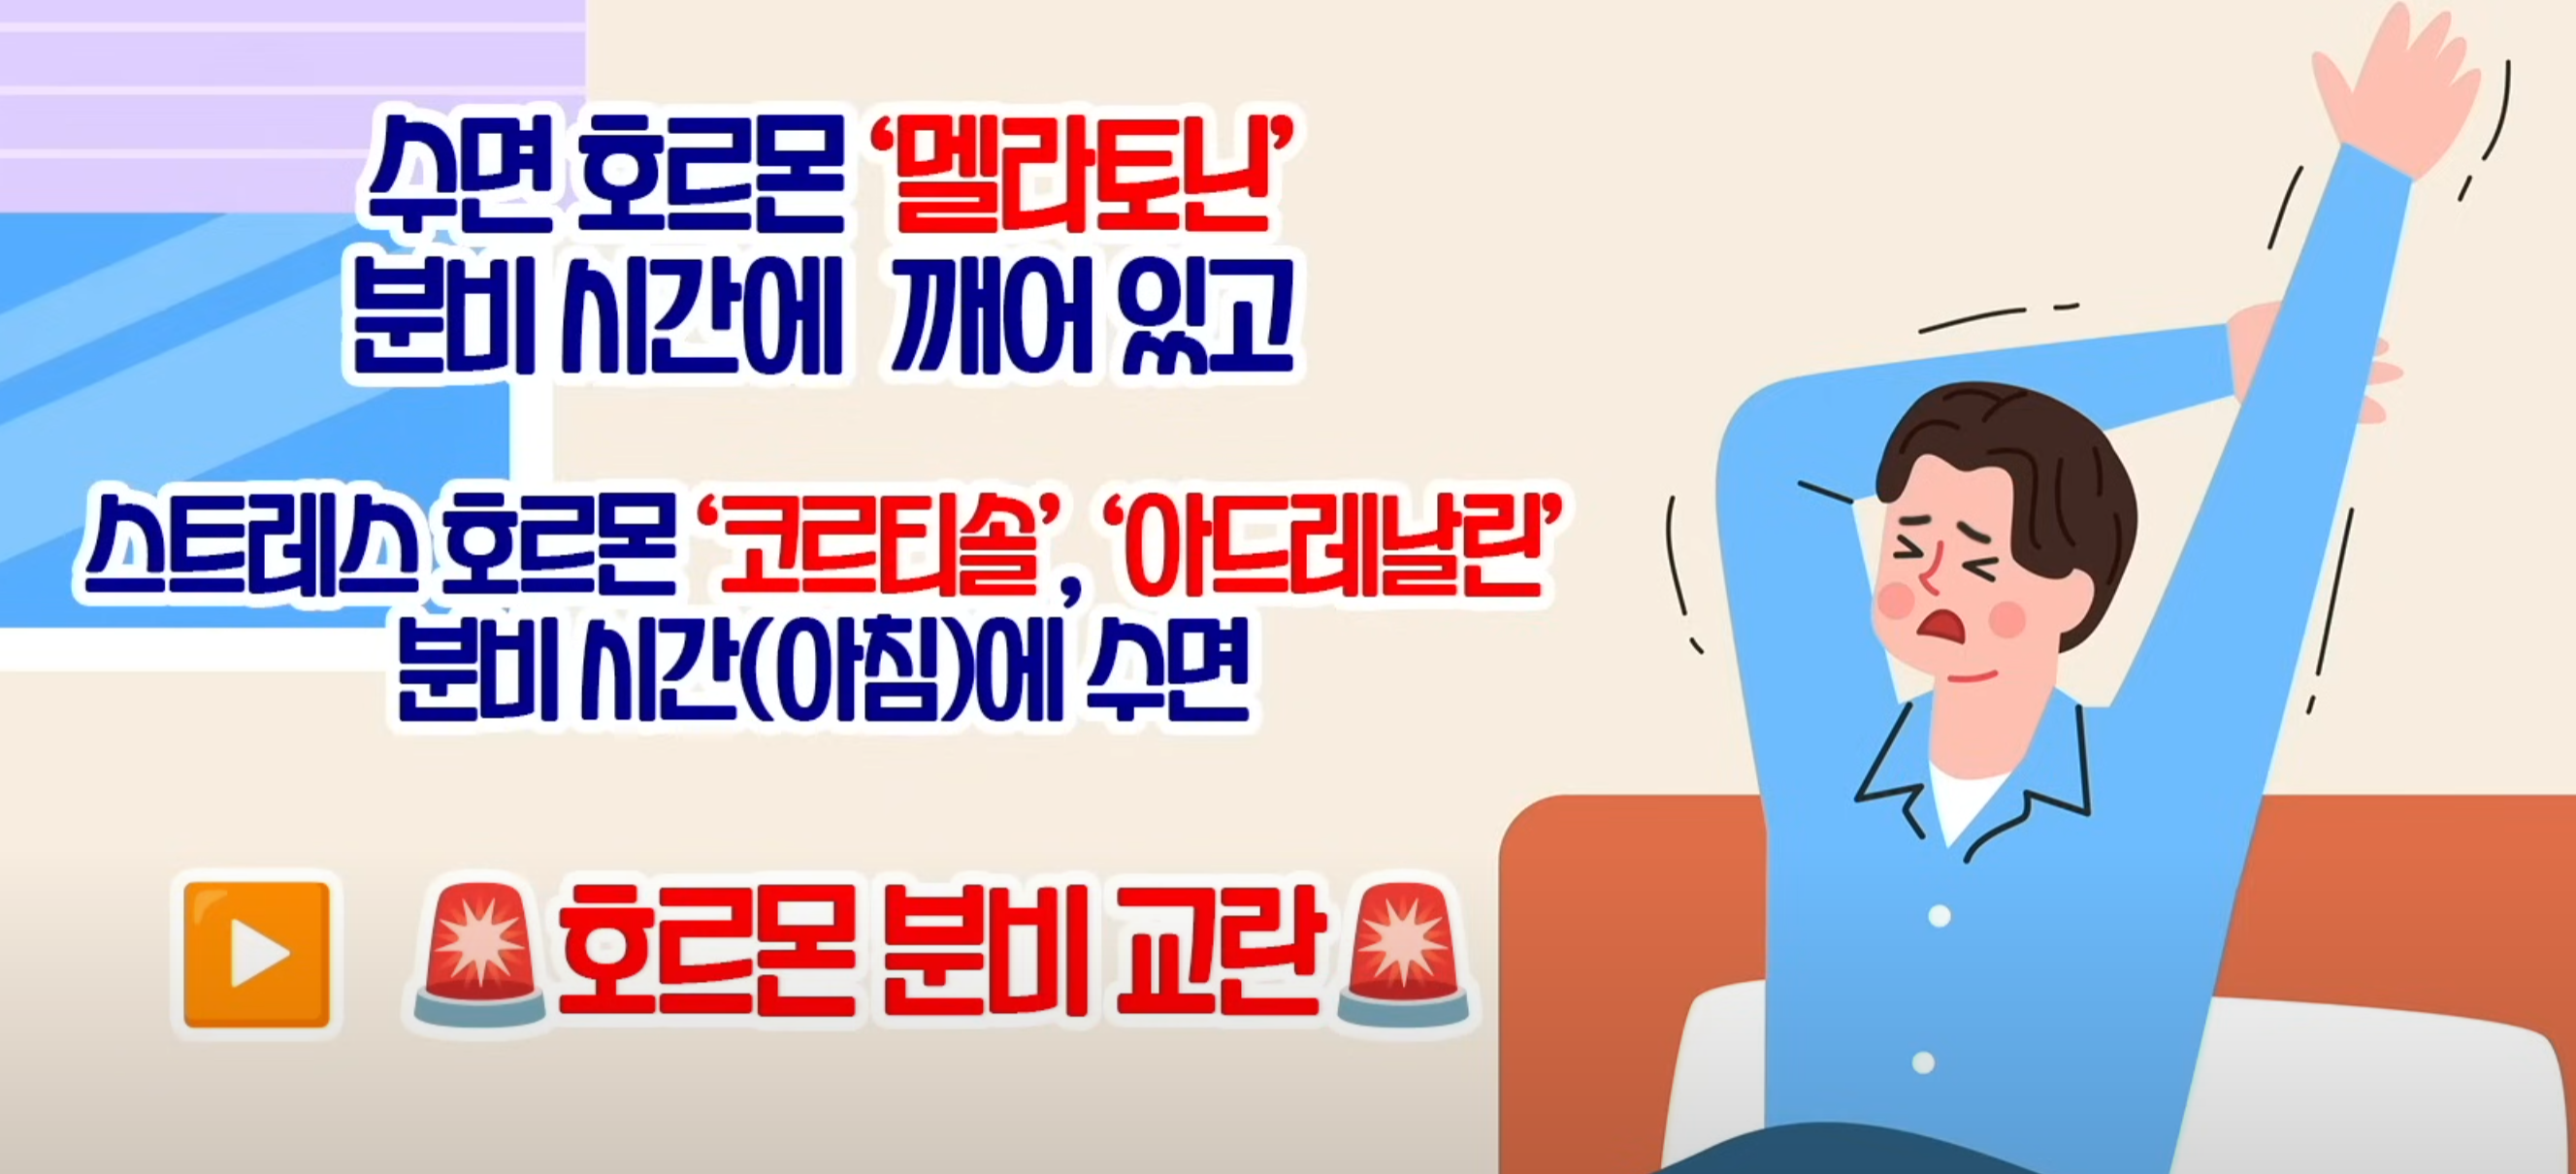 수면 호르몬 ‘멜라토닌’
분비 시간에 깨어 있고
스트레스 호르몬 ‘코르티솔’, ‘아드레날린’
분비 시간(아침)에 수면
호르몬 분비 교란